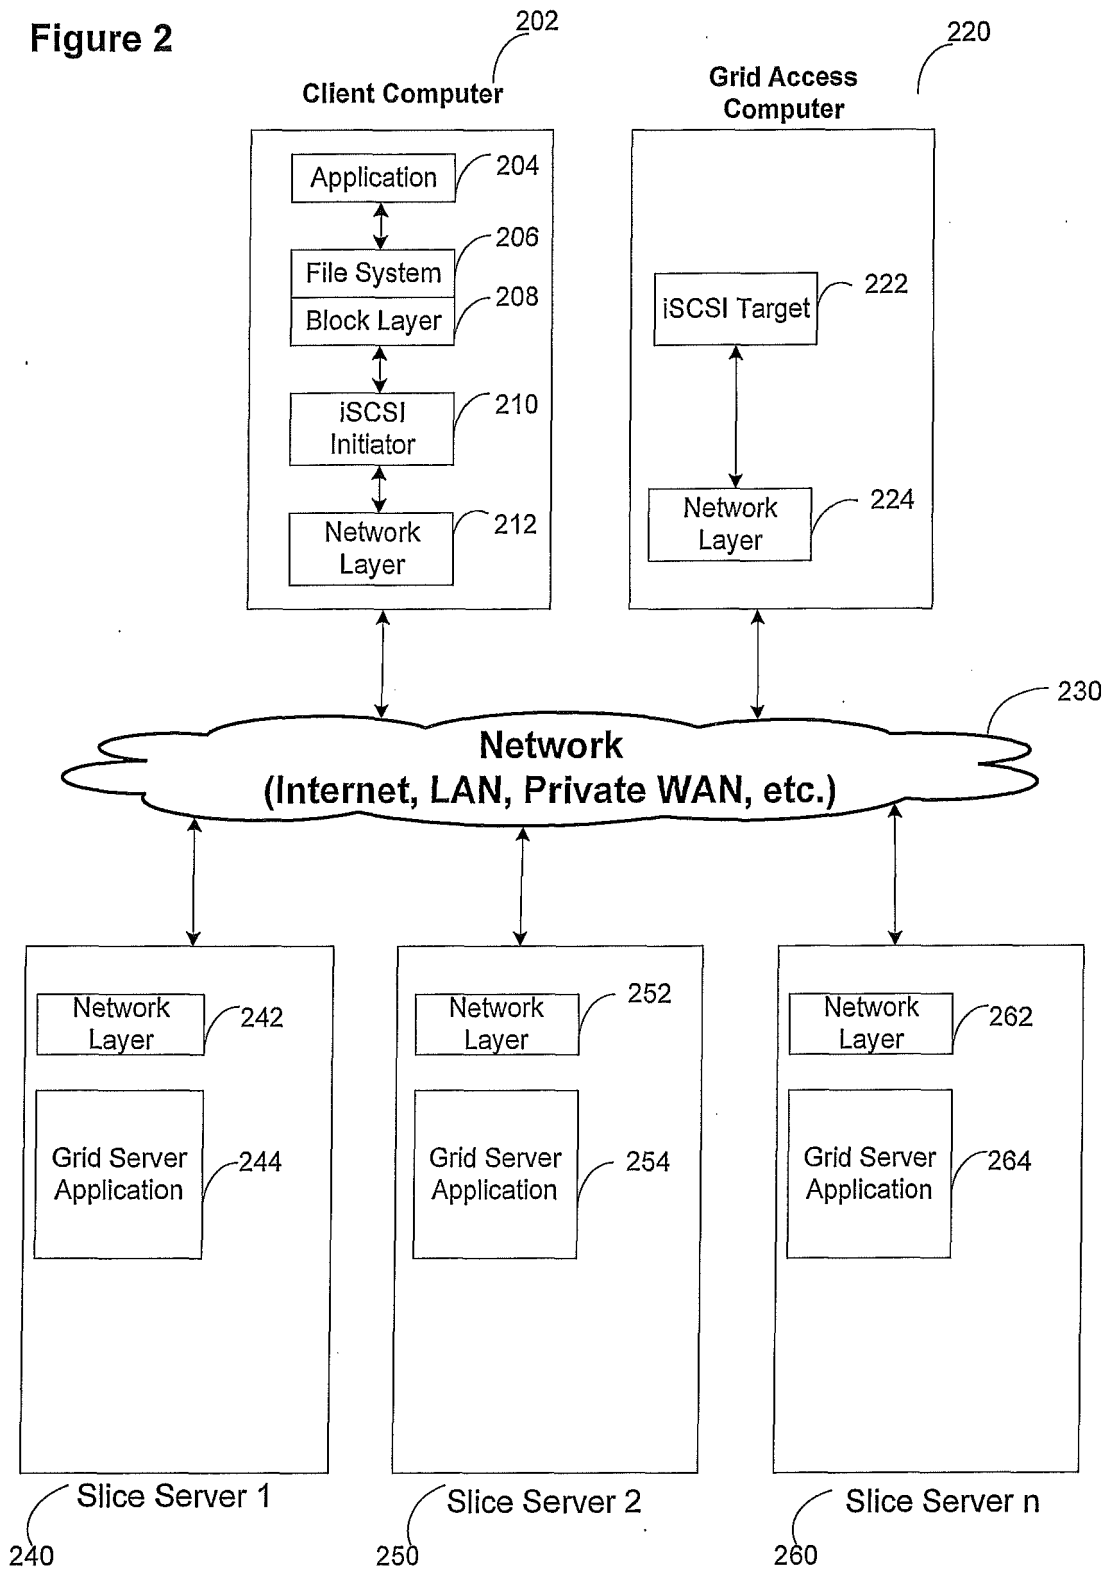 Figure 2
202
220
Client Computer
Grid Access
Computer
Application
204
206
File System
208
Block Layer
iSCSI
Initiator
210
Network
Layer
212
iSCSI Target
222
Network
Layer
224
230
Network
(Internet, LAN, Private WAN, etc.)
Network
Layer
242
Grid Server
Application
244
Network
Layer
252
Grid Server
Application
254
Network
Layer
262
Grid Server
Application
264
Slice Server 1
Slice Server 2
Slice Server n
240
250
260